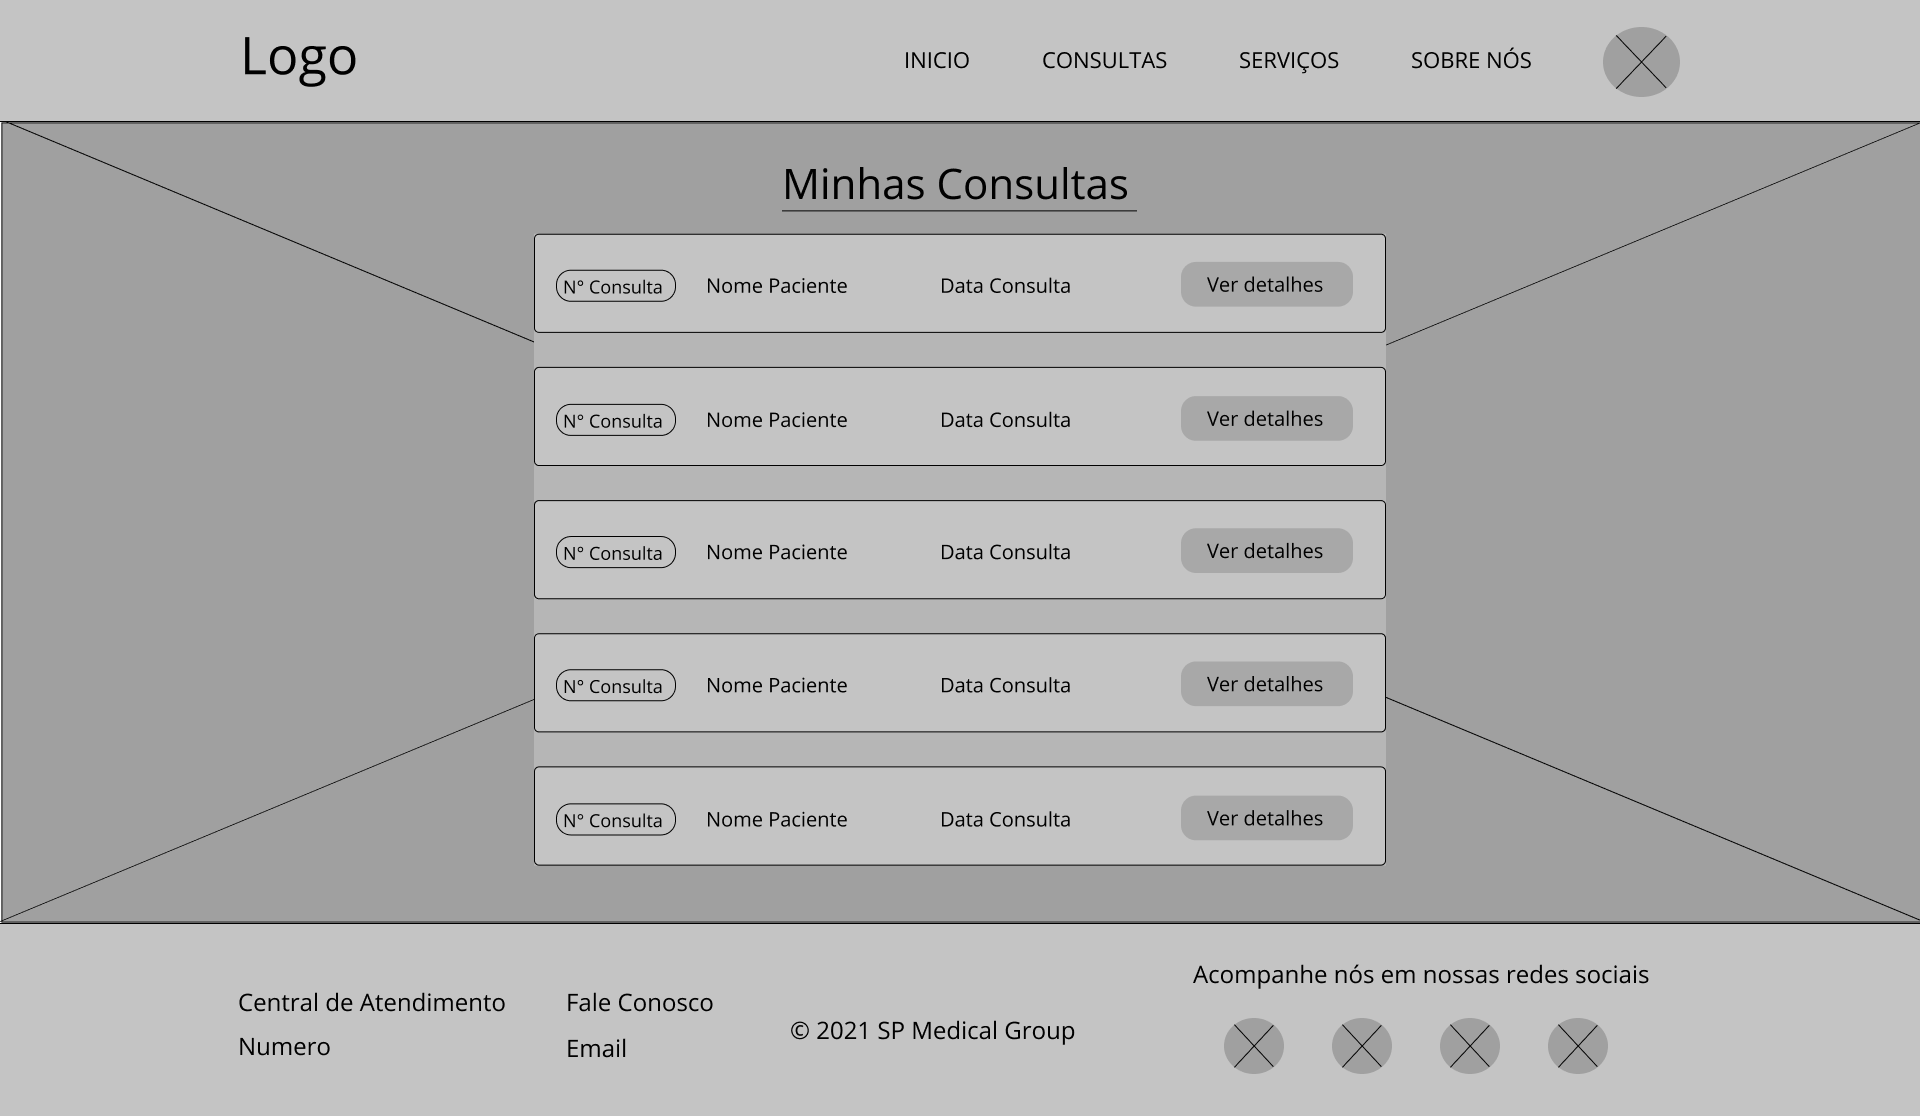 Logo
INICIO
CONSULTAS
SERVIÇOS
SOBRE NÓS
Minhas Consultas
N° Consulta Nome Paciente Data Consulta Ver detalhes
N° Consulta Nome Paciente Data Consulta Ver detalhes
N° Consulta Nome Paciente Data Consulta Ver detalhes
N° Consulta Nome Paciente Data Consulta Ver detalhes
N° Consulta Nome Paciente Data Consulta Ver detalhes
Central de Atendimento
Numero
Fale Conosco
Email
© 2021 SP Medical Group
Acompanhe nós em nossas redes sociais